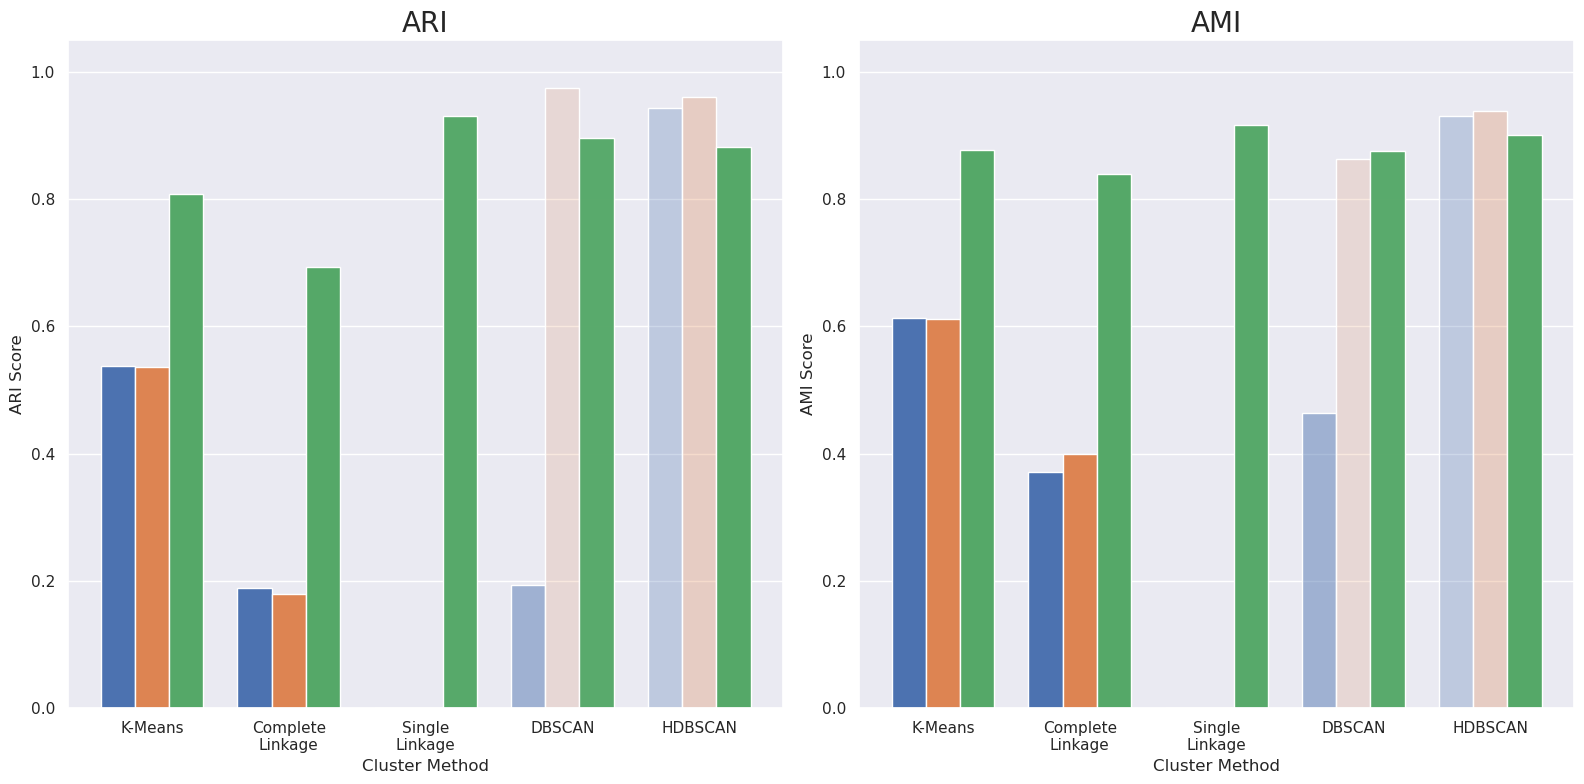 ARI
ARI Score
1.0
0.8
0.6
0.4
0.2
0.0
K-Means
Complete
Linkage
Single
Linkage
DBSCAN
HDBSCAN
Cluster Method
AMI
AMI Score
1.0
0.8
0.6
0.4
0.2
0.0
K-Means
Complete
Linkage
Single
Linkage
DBSCAN
HDBSCAN
Cluster Method